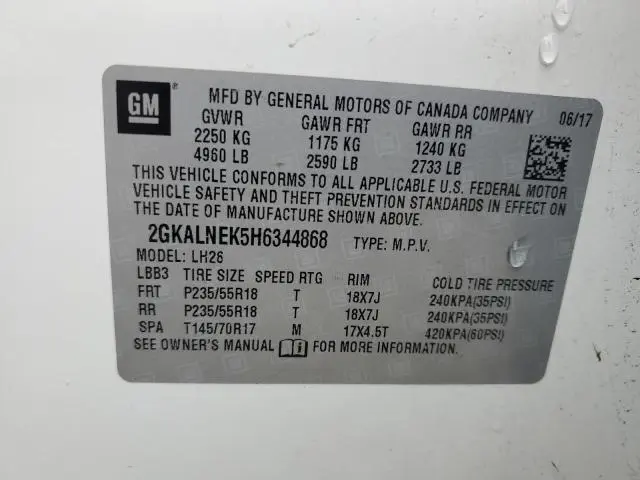 GM
MFD BY GENERAL MOTORS OF CANADA COMPANY 06/17
GVWR GAWR FRT GAWR RR
2250 KG 1175 KG 1240 KG
4960 LB 2590 LB 2733 LB
THIS VEHICLE CONFORMS TO ALL APPLICABLE U.S. FEDERAL MOTOR
VEHICLE SAFETY AND THEFT PREVENTION STANDARDS IN EFFECT ON
THE DATE OF MANUFACTURE SHOWN ABOVE.
2GKALNEK5H6344868 TYPE: M.P.V.
MODEL: LH26
LBB3 TIRE SIZE SPEED RTG RIM COLD TIRE PRESSURE
FRT P235/55R18 T 18X7J 240KPA(35PSI)
RR P235/55R18 T 18X7J 240KPA(35PSI)
SPA T145/70R17 M 17X4.5T 420KPA(60PSI)
SEE OWNER'S MANUAL FOR MORE INFORMATION.